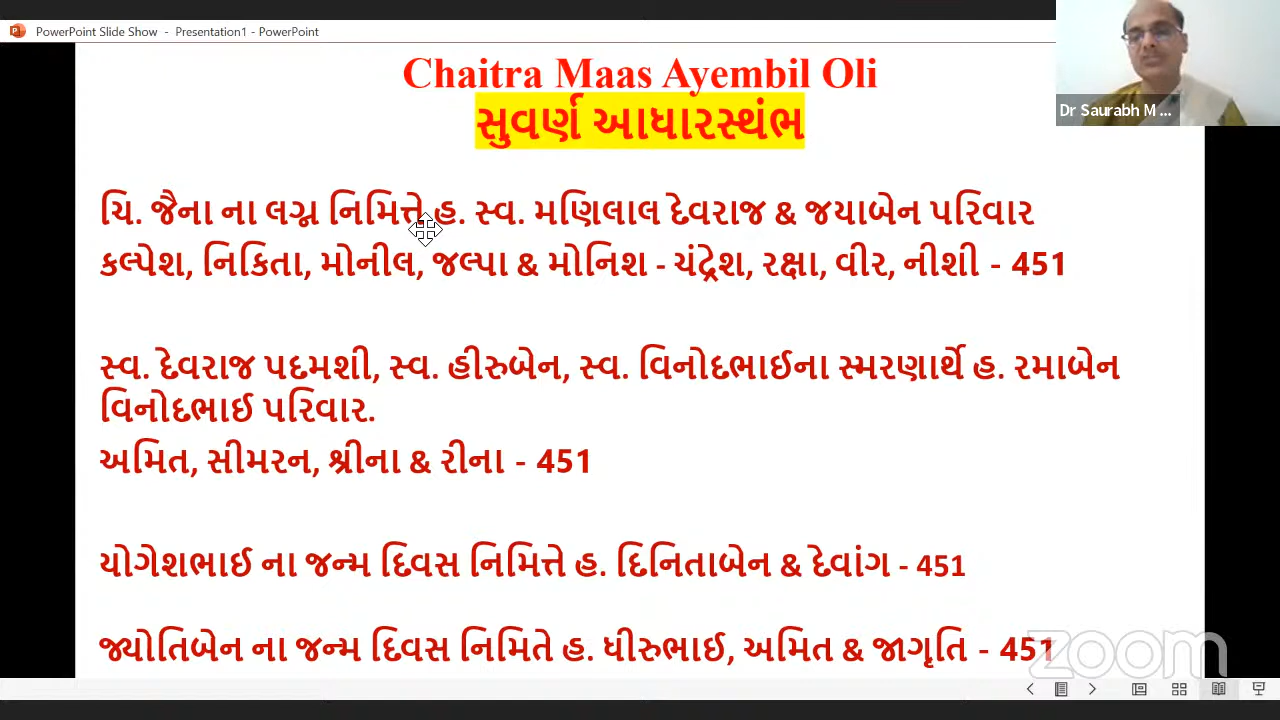 PowerPoint Slide Show - Presentation1 - PowerPoint
Chaitra Maas Ayembil Oli
સુવર્ણ આધારસ્થંભ
Dr Saurabh M ...
ચિ. જૈના ના લગ્ન નિમિત્તે હ. સ્વ. મણિલાલ દેવરાજ & જયાબેન પરિવાર
કલ્પેશ, નિકિતા, મોનીલ, જલ્પા & મોનિશ - ચંદ્રેશ, રક્ષા, વીર, નીશી - 451
સ્વ. દેવરાજ પદમશી, સ્વ. હીરુબેન, સ્વ. વિનોદભાઈના સ્મરણાર્થે હ. રમાબેન
વિનોદભાઈ પરિવાર.
અમિત, સીમરન, શ્રીના & રીના - 451
યોગેશભાઈ ના જન્મ દિવસ નિમિત્તે હ. દિનિતાબેન & દેવાંગ - 451
જ્યોતિબેન ના જન્મ દિવસ નિમિતે હ. ધીરુભાઈ, અમિત & જાગૃતિ - 451
zoom